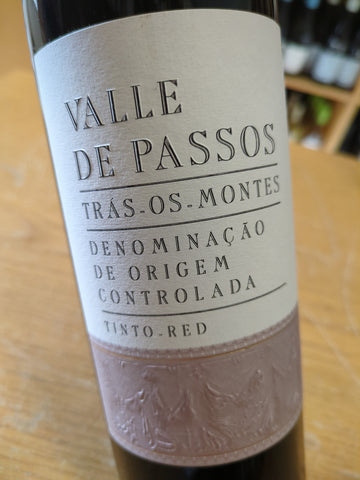 VALLE
DE PASSOS
TRÁS-OS-MONTES
DENOMINAÇÃO
DE ORIGEM
CONTROLADA
TINTO-RED